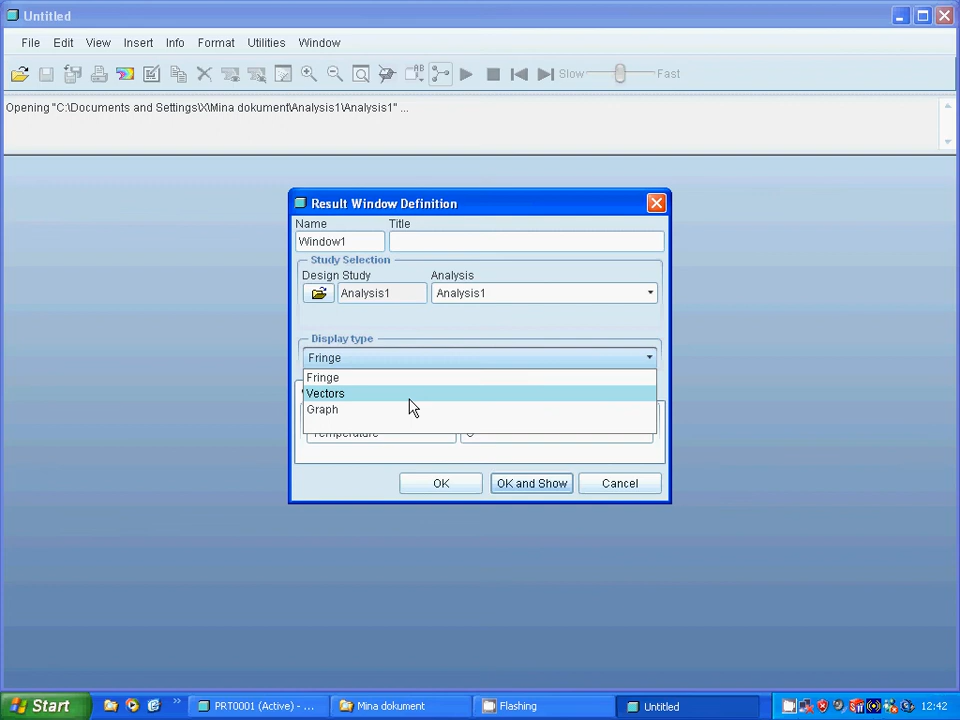 Untitled
File Edit View Insert Info Format Utilities Window
Slow Fast
Opening "C:\Documents and Settings\X\Mina dokument\Analysis1\Analysis1" ...
Result Window Definition
Name Title
Window1
Study Selection
Design Study Analysis
Analysis1 Analysis1
Display type
Fringe
Fringe
Vectors
Graph
Temperature
OK OK and Show Cancel
Start PRT0001 (Active) - ... Mina dokument Flashing Untitled 12:42